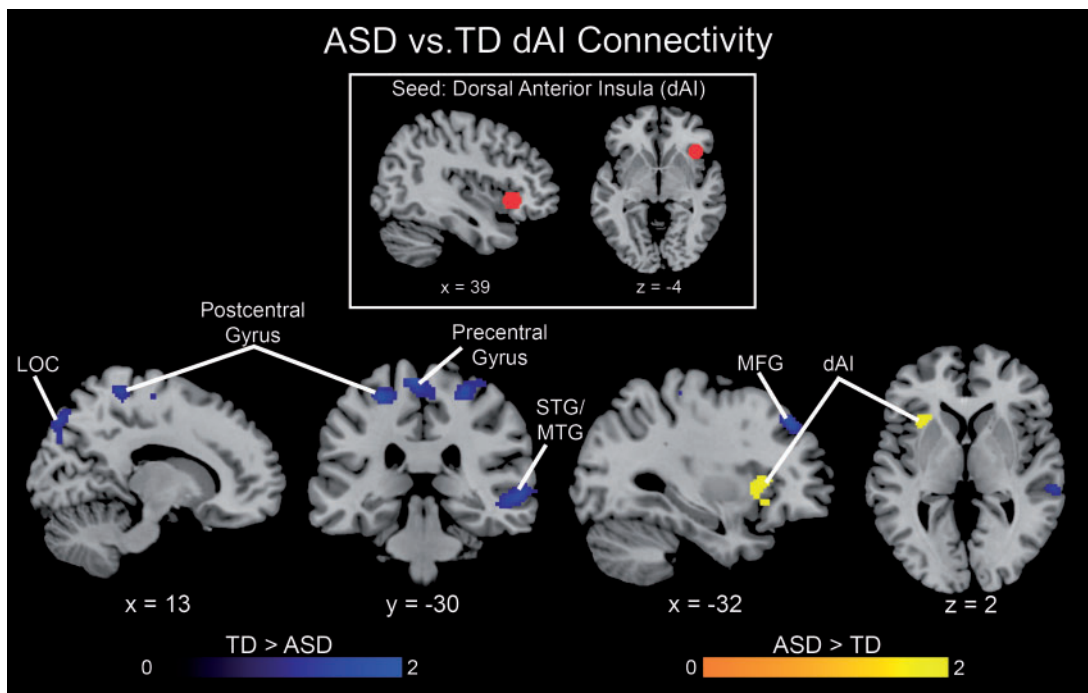 ASD vs.TD dAI Connectivity
Seed: Dorsal Anterior Insula (dAI)
x = 39
z = -4
Postcentral
Gyrus
Precentral
Gyrus
LOC
STG/
MTG
MFG
dAI
x = 13
y = -30
x = -32
z = 2
TD > ASD
0
2
ASD > TD
0
2